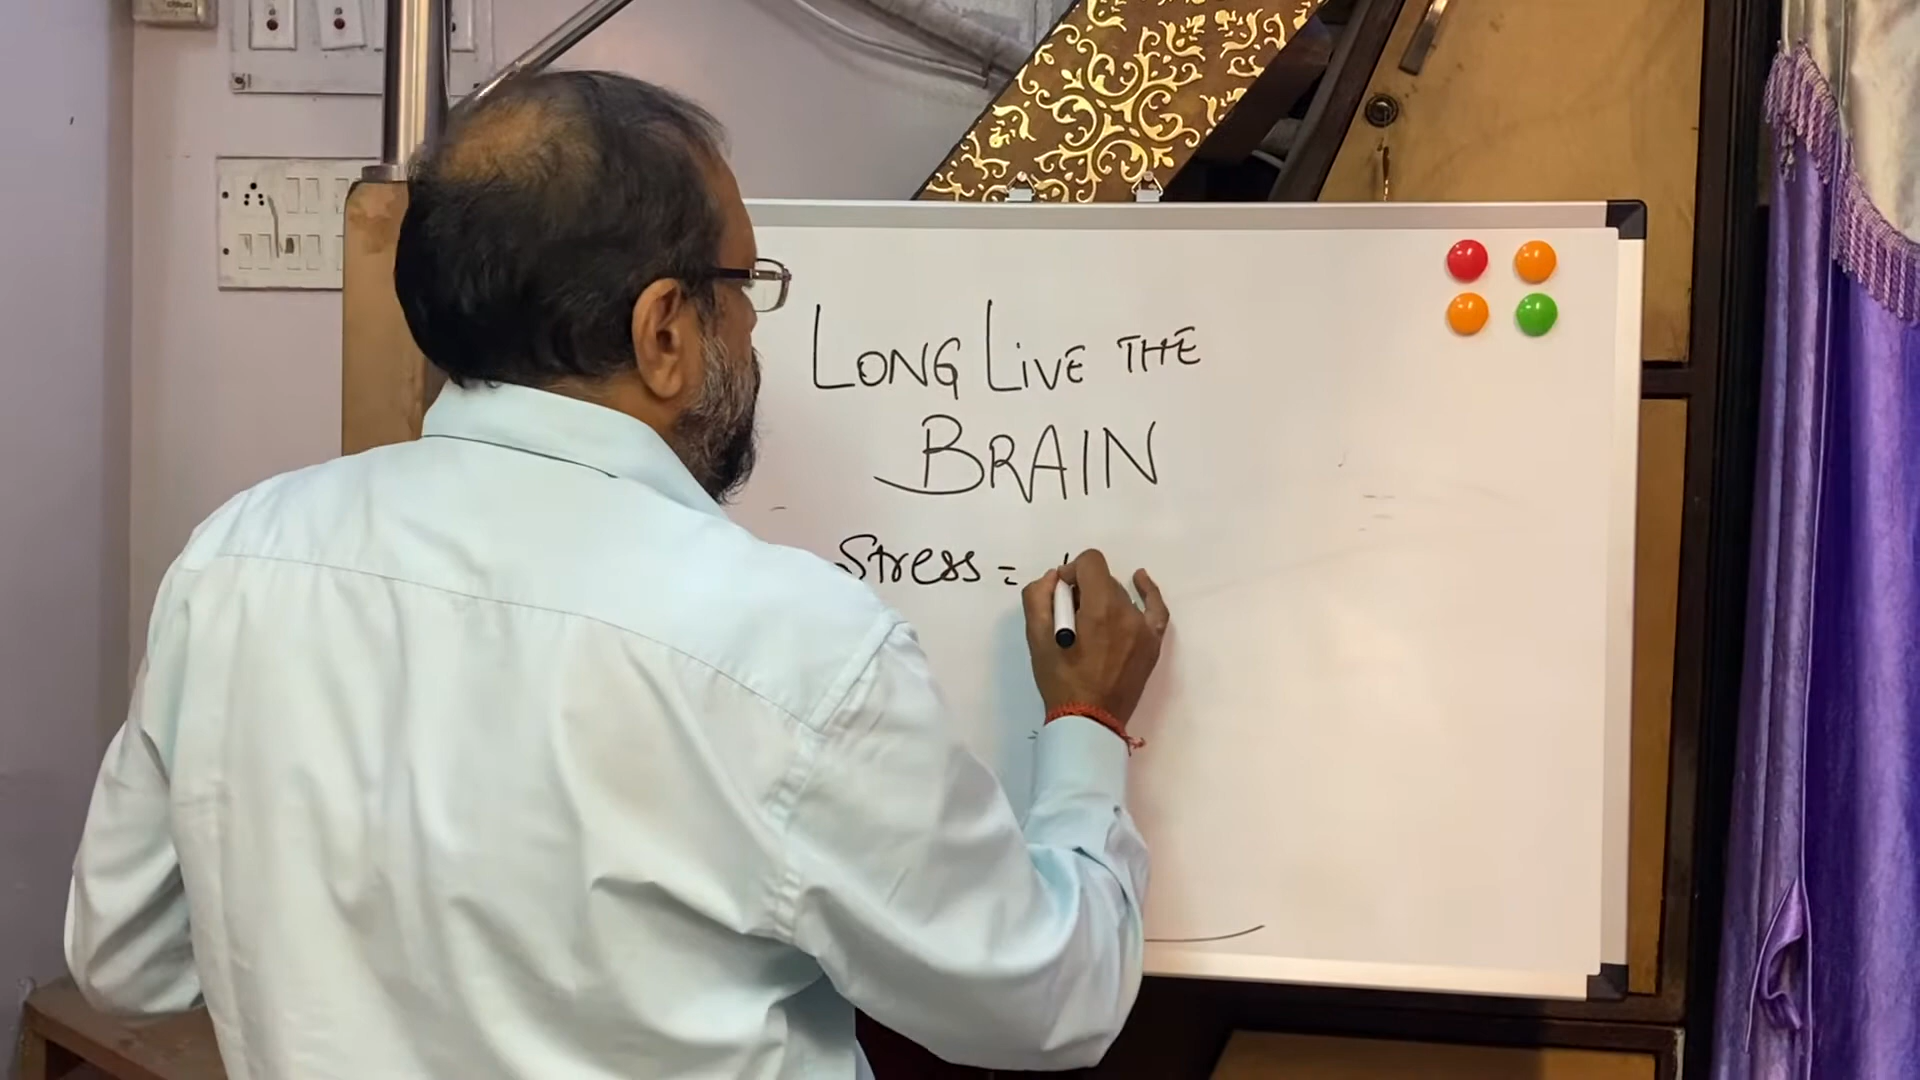 LONG LiVE THE
BRAIN
Stress =